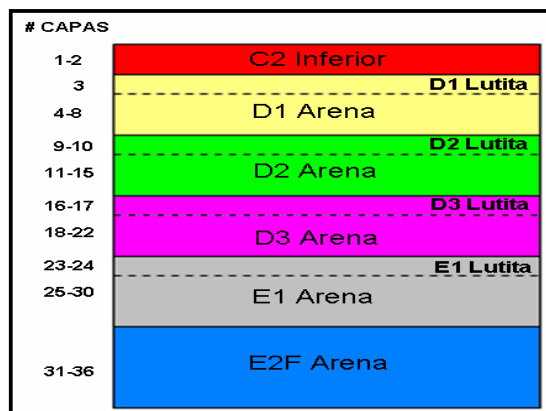 # CAPAS
1-2 C2 Inferior
3 D1 Lutita
4-8 D1 Arena
9-10 D2 Lutita
11-15 D2 Arena
16-17 D3 Lutita
18-22 D3 Arena
23-24 E1 Lutita
25-30 E1 Arena
31-36 E2F Arena